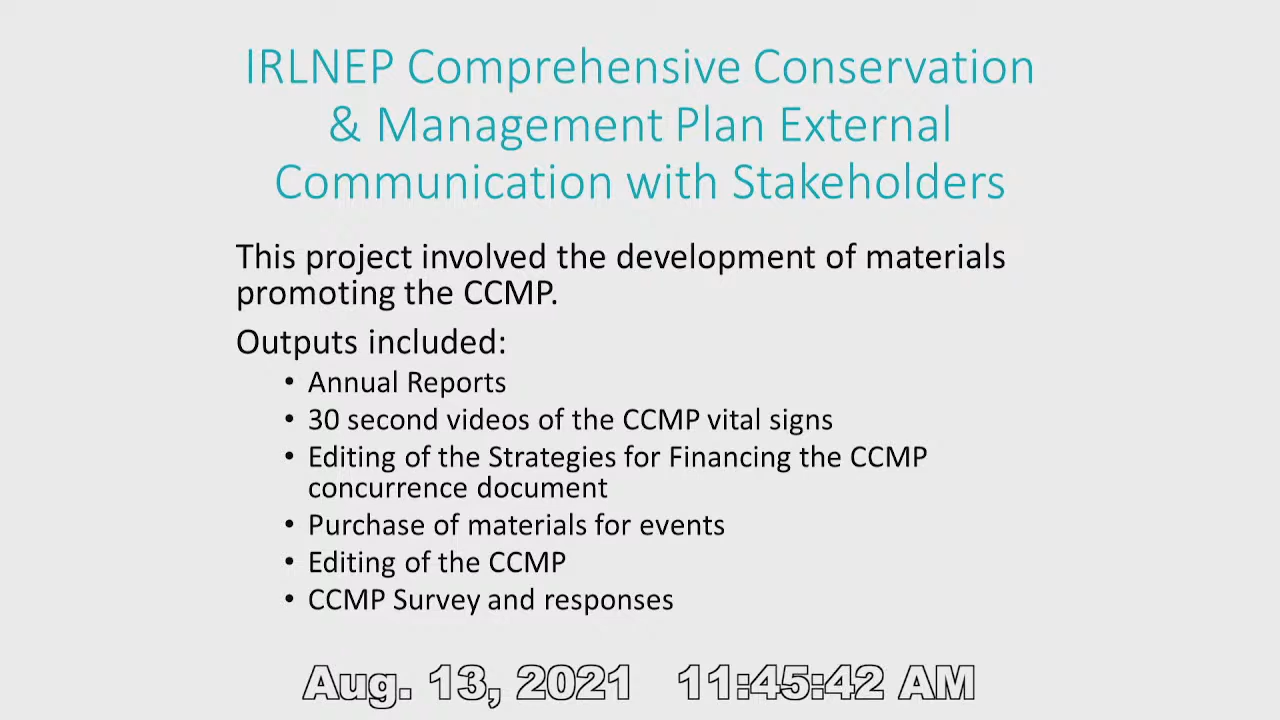 IRLNEP Comprehensive Conservation
& Management Plan External
Communication with Stakeholders
This project involved the development of materials
promoting the CCMP.
Outputs included:
• Annual Reports
• 30 second videos of the CCMP vital signs
• Editing of the Strategies for Financing the CCMP
concurrence document
• Purchase of materials for events
• Editing of the CCMP
• CCMP Survey and responses
Aug. 13, 2021 11:45:42 AM